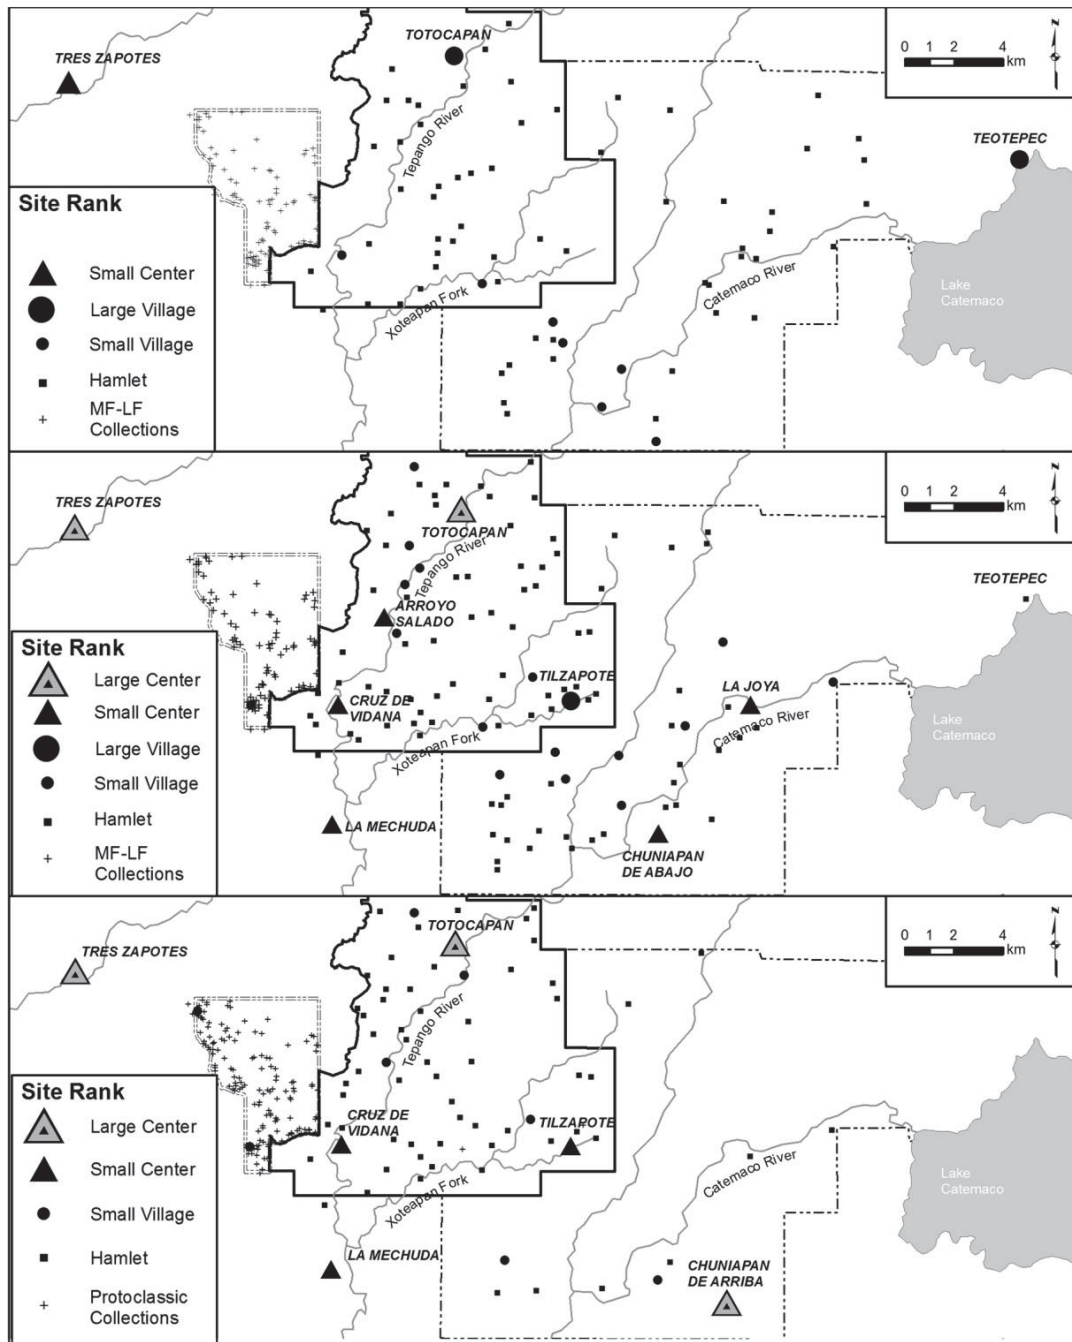 TRES ZAPOTES
TOTOCAPAN
Tepango River
TEOTEPEC
Catemaco River
Xoteapan Fork
Lake
Catemaco
N
0 1 2 4
km
Site Rank
Small Center
Large Village
Small Village
Hamlet
MF-LF
Collections
TRES ZAPOTES
TOTOCAPAN
Tepango River
ARROYO
SALADO
CRUZ DE
VIDANA
TILZAPOTE
Xoteapan Fork
LA MECHUDA
LA JOYA
Catemaco River
CHUNIAPAN
DE ABAJO
TEOTEPEC
Lake
Catemaco
N
0 1 2 4
km
Site Rank
Large Center
Small Center
Large Village
Small Village
Hamlet
MF-LF
Collections
TRES ZAPOTES
TOTOCAPAN
Tepango River
CRUZ DE
VIDANA
TILZAPOTE
Xoteapan Fork
LA MECHUDA
Catemaco River
CHUNIAPAN
DE ARRIBA
Lake
Catemaco
N
0 1 2 4
km
Site Rank
Large Center
Small Center
Small Village
Hamlet
Protoclassic
Collections